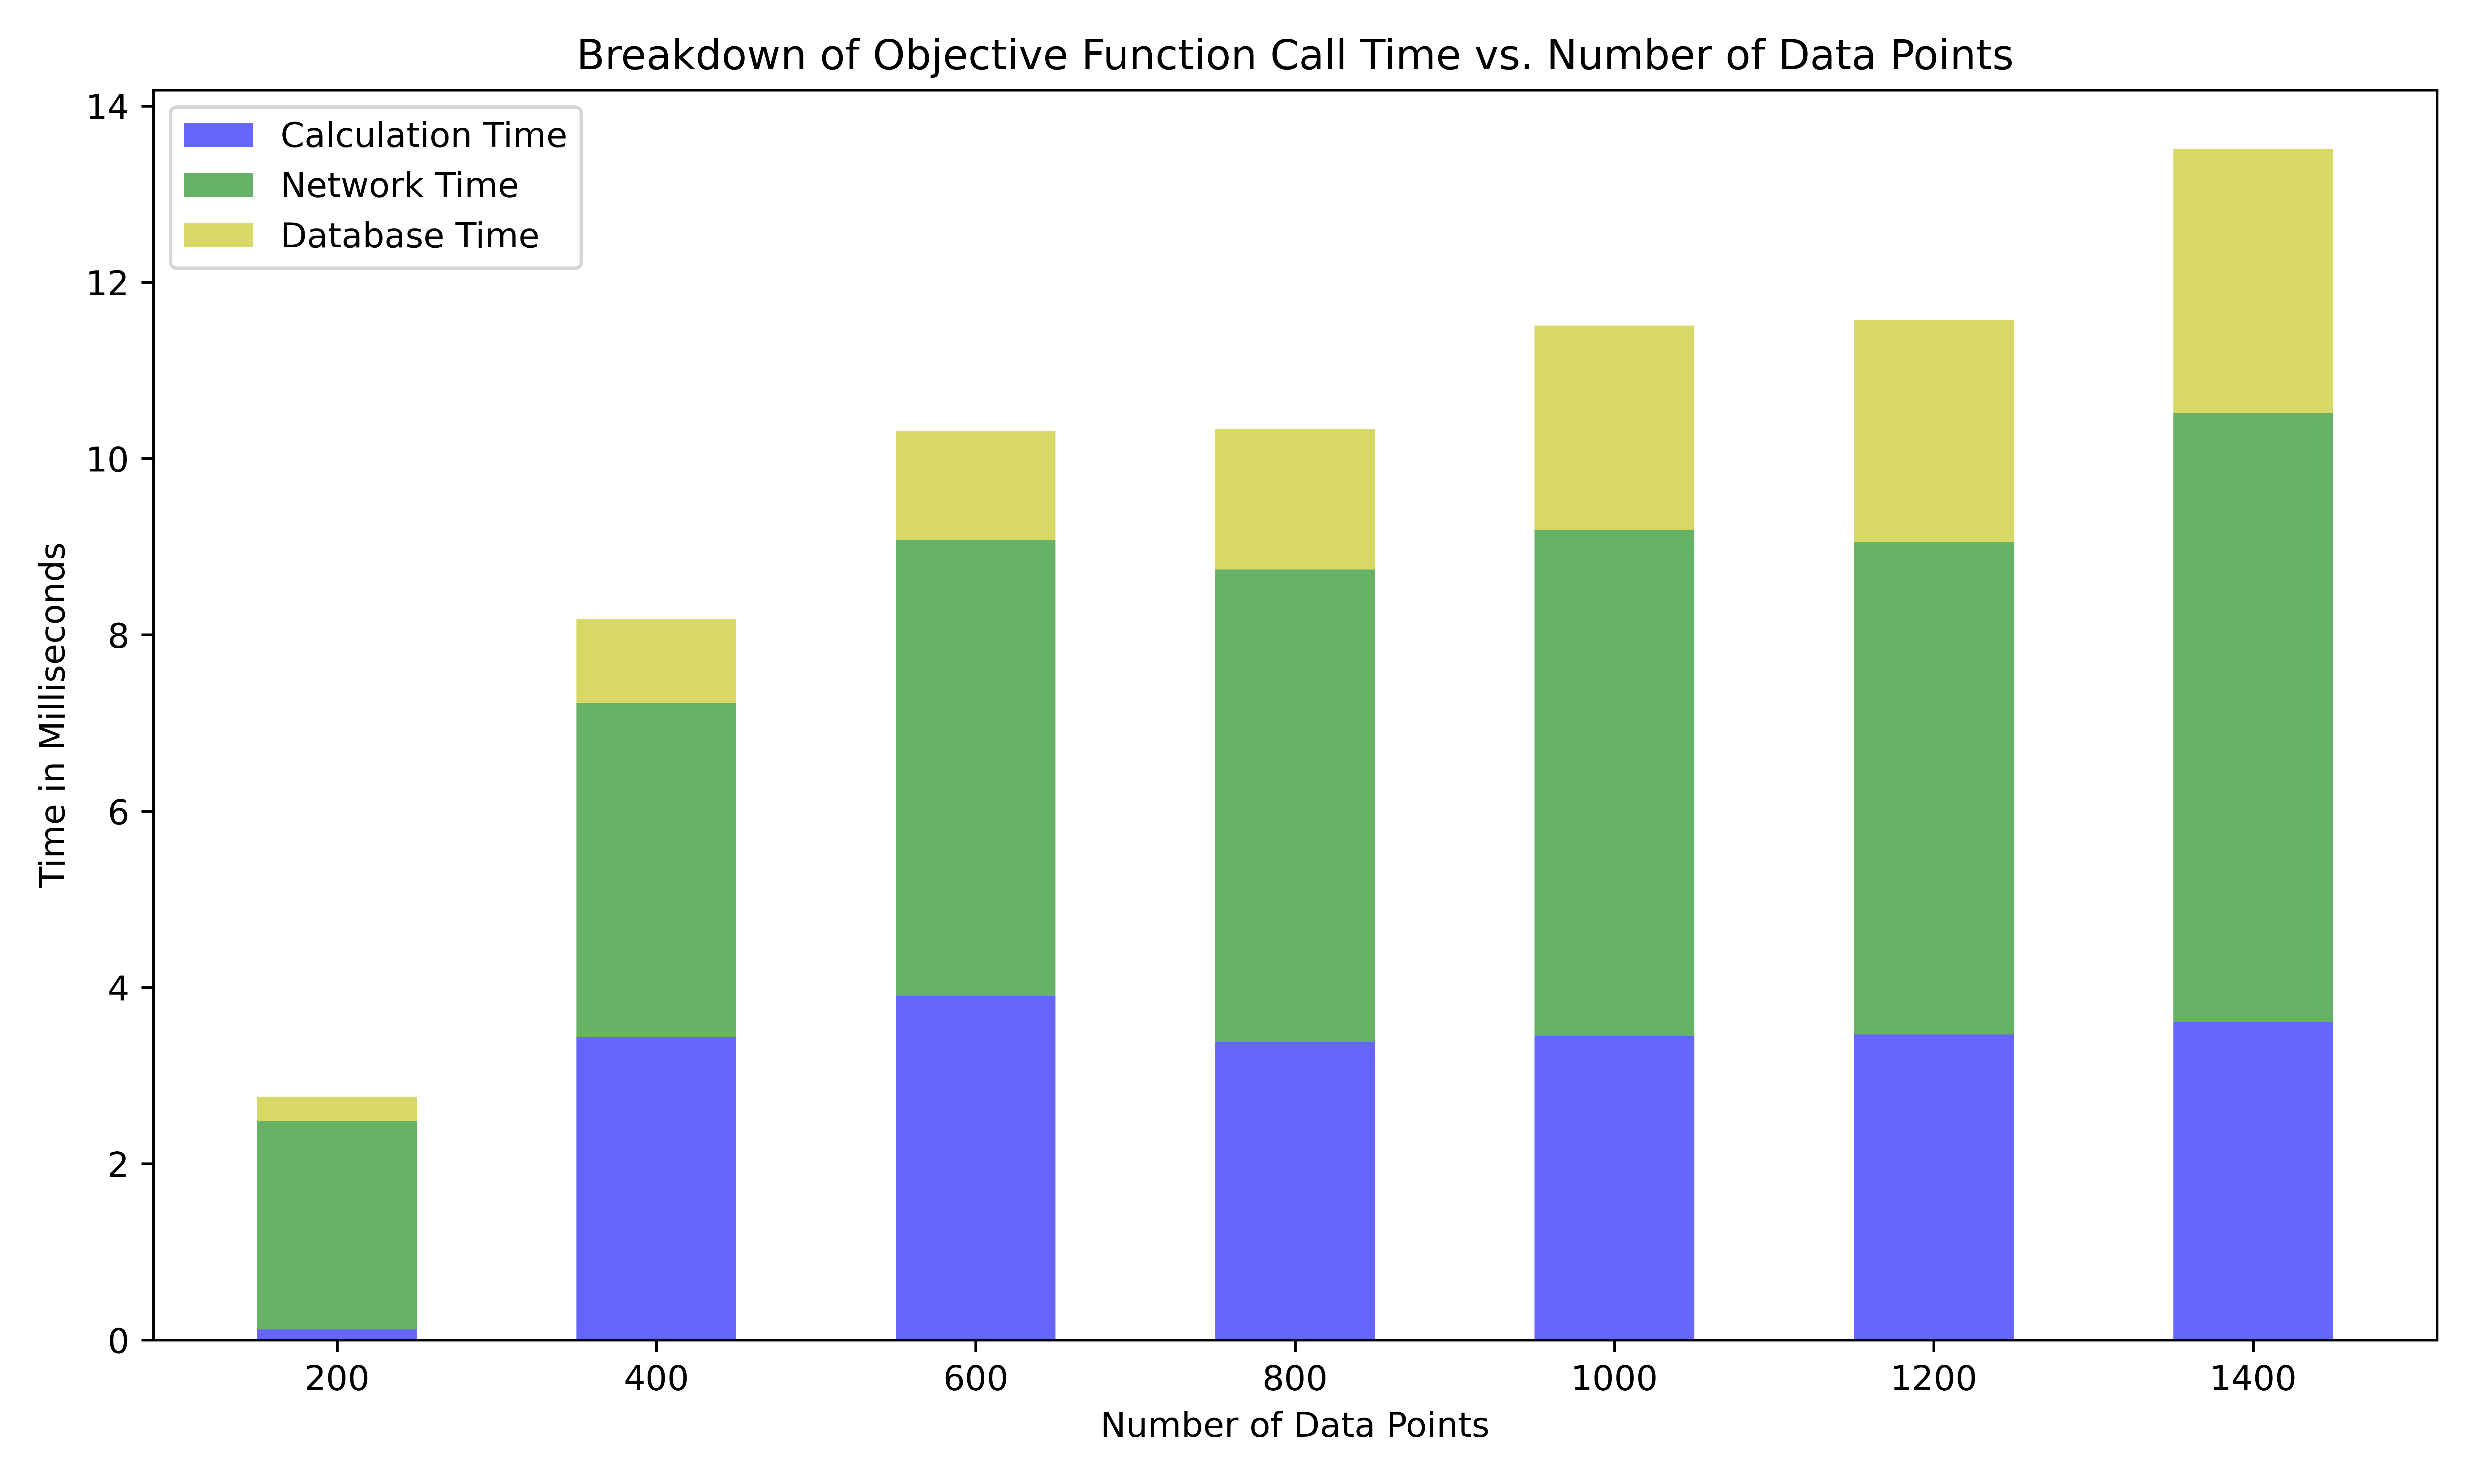 Breakdown of Objective Function Call Time vs. Number of Data Points
Calculation Time
Network Time
Database Time
Time in Milliseconds
14
12
10
8
6
4
2
0
200 400 600 800 1000 1200 1400
Number of Data Points